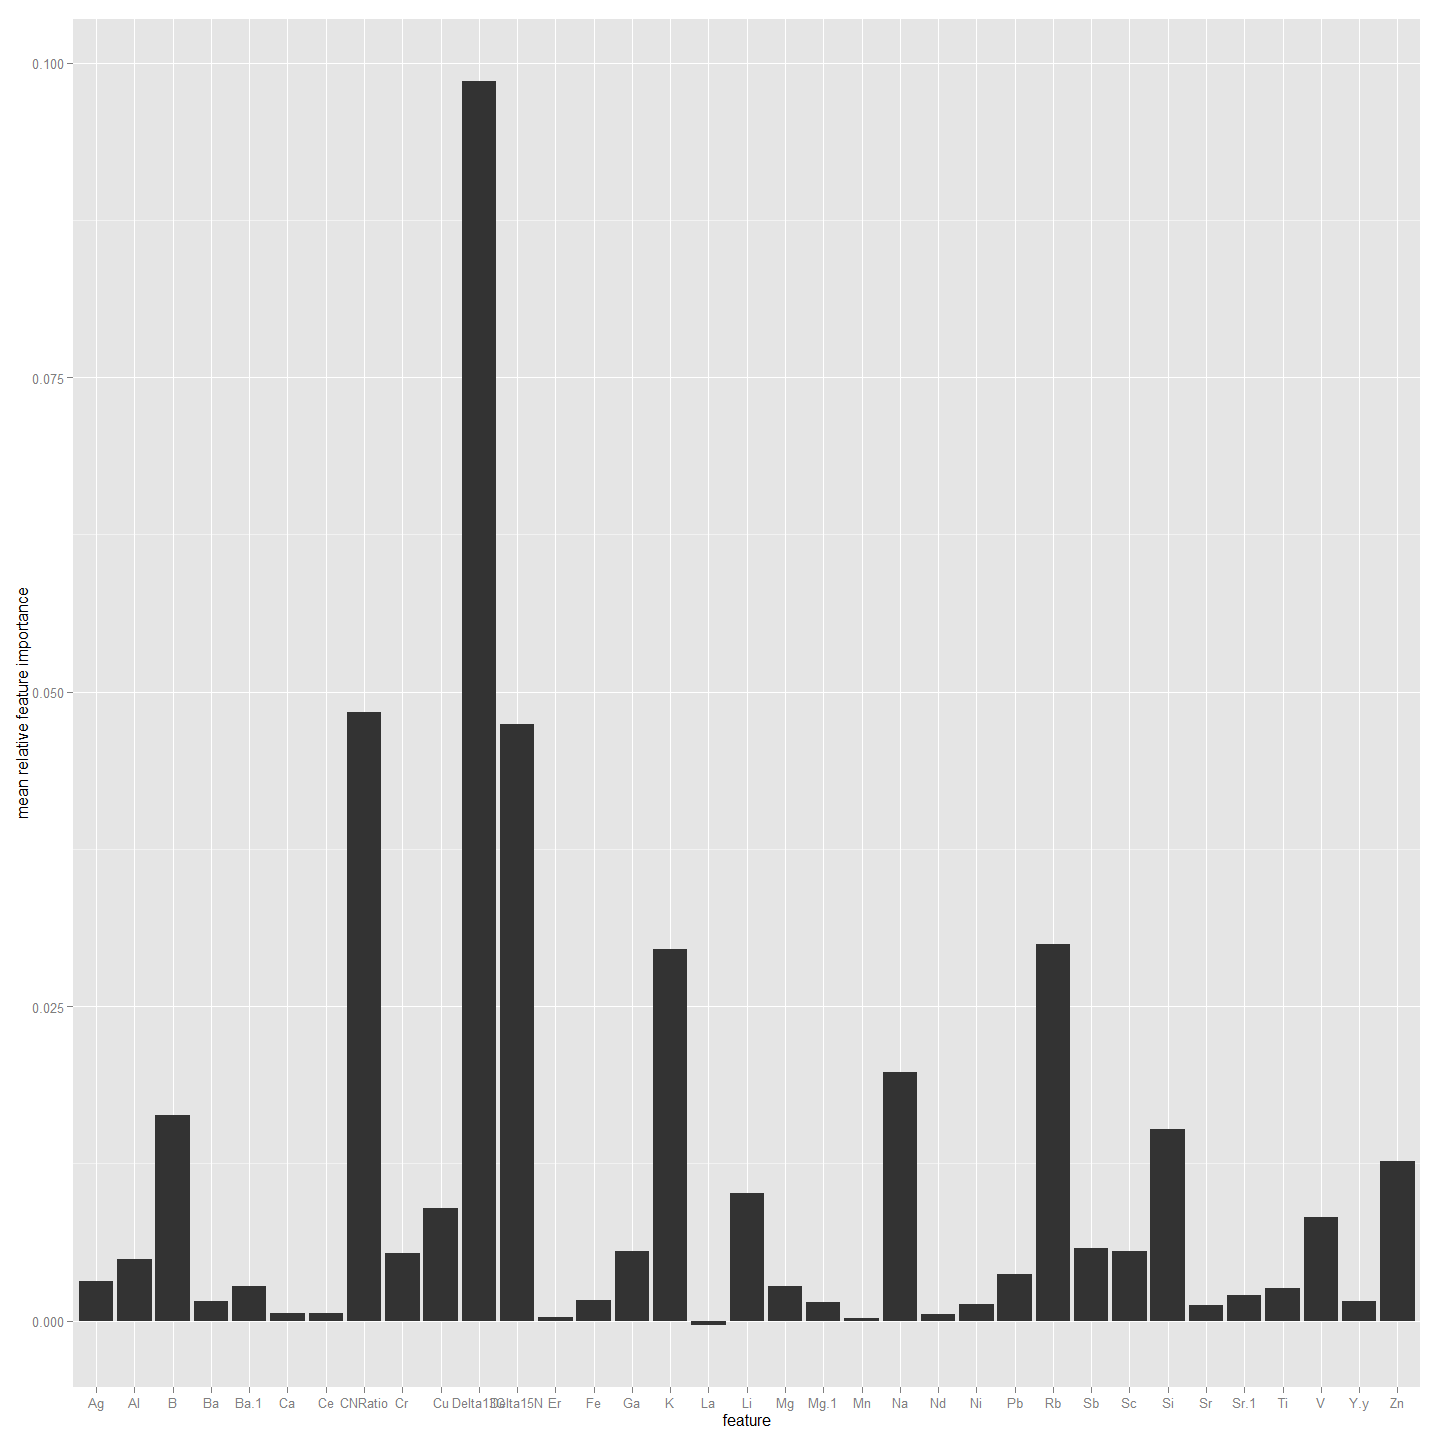 mean relative feature importance
0.100
0.075
0.050
0.025
0.000
Ag Al B Ba Ba.1 Ca Ce CNRatio Cr Cu Delta13C Delta15N Er Fe Ga K La Li Mg Mg.1 Mn Na Nd Ni Pb Rb Sb Sc Si Sr Sr.1 Ti V Y.y Zn
feature